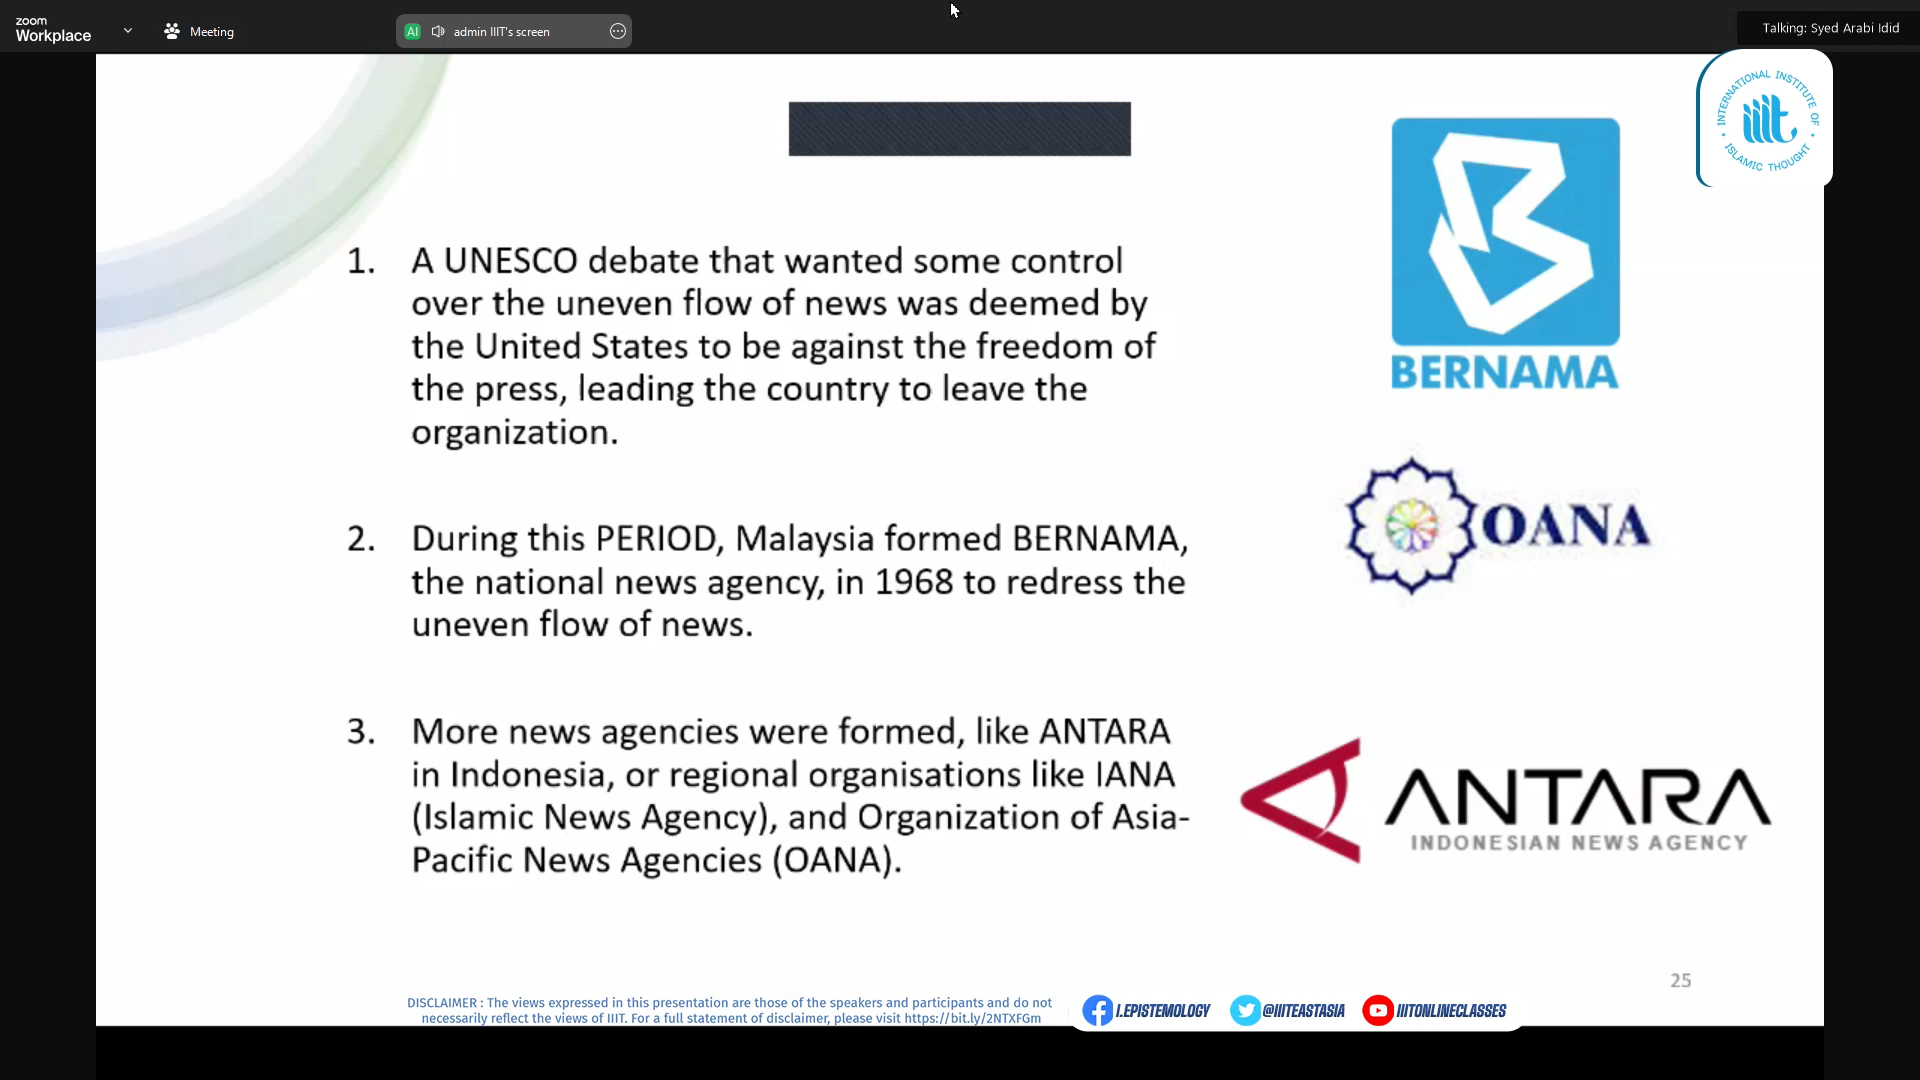 zoom
Workplace
Meeting
AI
admin IIIT's screen
Talking: Syed Arabi Idid
INTERNATIONAL INSTITUTE OF
iiit
ISLAMIC THOUGHT
1. A UNESCO debate that wanted some control
over the uneven flow of news was deemed by
the United States to be against the freedom of
the press, leading the country to leave the
organization.
BERNAMA
OANA
2. During this PERIOD, Malaysia formed BERNAMA,
the national news agency, in 1968 to redress the
uneven flow of news.
3. More news agencies were formed, like ANTARA
in Indonesia, or regional organisations like IANA
(Islamic News Agency), and Organization of Asia-
Pacific News Agencies (OANA).
ANTARA
INDONESIAN NEWS AGENCY
25
DISCLAIMER : The views expressed in this presentation are those of the speakers and participants and do not
necessarily reflect the views of IIIT. For a full statement of disclaimer, please visit https://bit.ly/2NTXFGm
I.EPISTEMOLOGY
@IIITEASTASIA
IIITONLINECLASSES